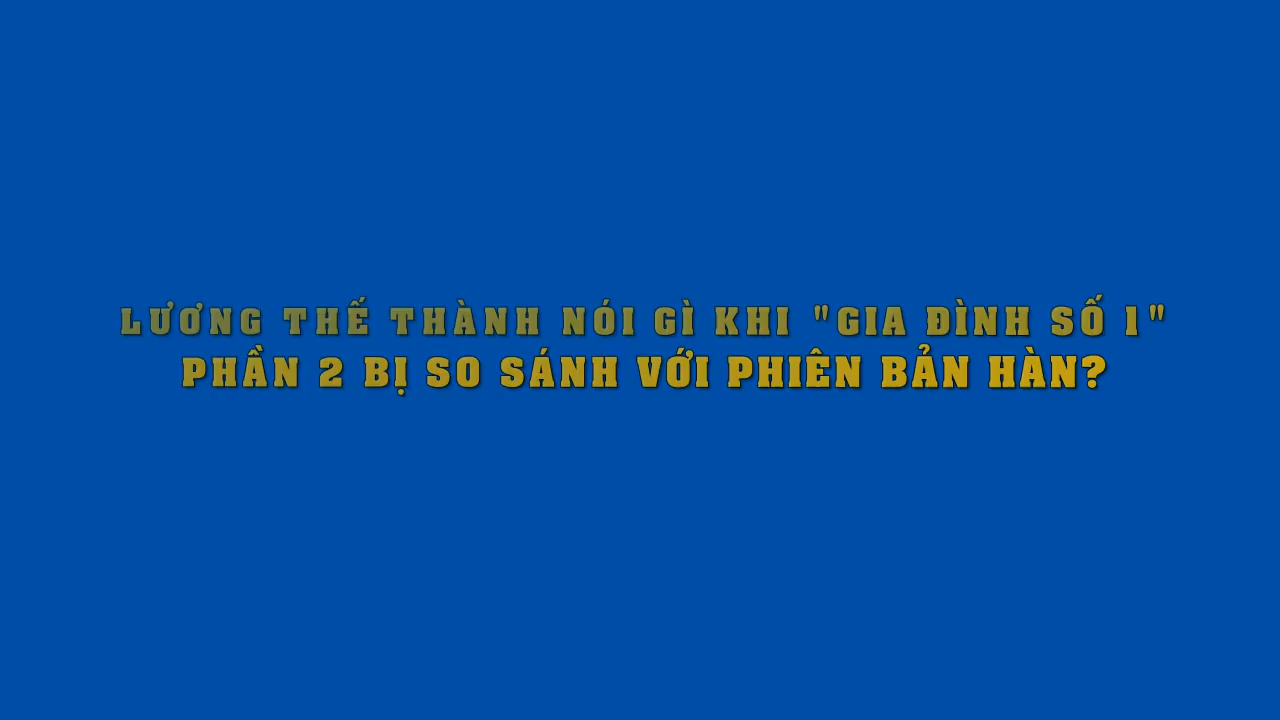 LƯƠNG THẾ THÀNH NÓI GÌ KHI "GIA ĐÌNH SỐ 1"
PHẦN 2 BỊ SO SÁNH VỚI PHIÊN BẢN HÀN?